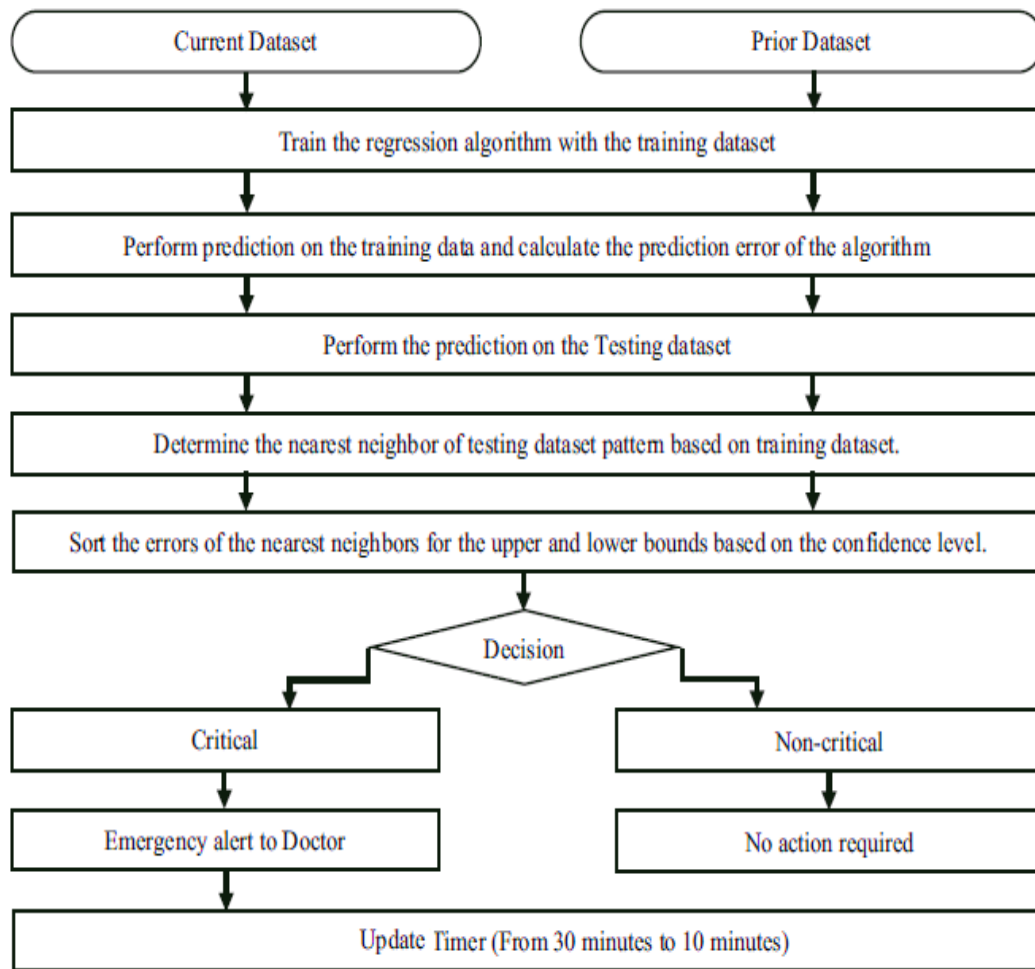 Current Dataset
Prior Dataset
Train the regression algorithm with the training dataset
Perform prediction on the training data and calculate the prediction error of the algorithm
Perform the prediction on the Testing dataset
Determine the nearest neighbor of testing dataset pattern based on training dataset.
Sort the errors of the nearest neighbors for the upper and lower bounds based on the confidence level.
Decision
Critical
Non-critical
Emergency alert to Doctor
No action required
Update Timer (From 30 minutes to 10 minutes)